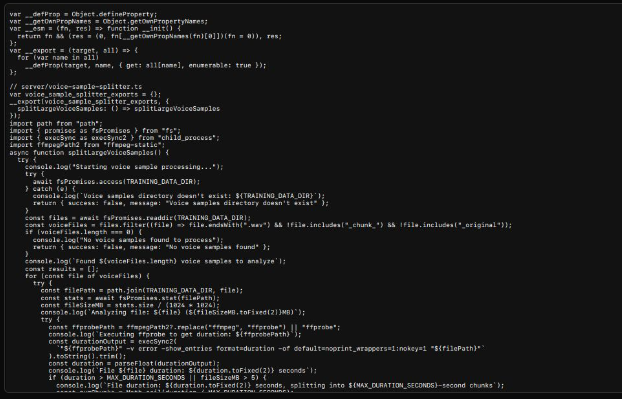 var __defProp = Object.defineProperty;
var __getOwnPropNames = Object.getOwnPropertyNames;
var __esm = (fn, res) => function __init() {
  return fn && (res = (0, fn[__getOwnPropNames(fn)[0]])(fn = 0)), res;
};
var __export = (target, all) => {
  for (var name in all)
    __defProp(target, name, { get: all[name], enumerable: true });
};

// server/voice-sample-splitter.ts
var voice_sample_splitter_exports = {};
__export(voice_sample_splitter_exports, {
  splitLargeVoiceSamples: () => splitLargeVoiceSamples
});
import path from "path";
import { promises as fsPromises } from "fs";
import { execSync as execSync2 } from "child_process";
import ffmpegPath2 from "ffmpeg-static";
async function splitLargeVoiceSamples() {
  try {
    console.log("Starting voice sample processing...");
    try {
      await fsPromises.access(TRAINING_DATA_DIR);
    } catch (e) {
      console.log(`Voice samples directory doesn't exist: ${TRAINING_DATA_DIR}`);
      return { success: false, message: "Voice samples directory doesn't exist" };
    }
    const files = await fsPromises.readdir(TRAINING_DATA_DIR);
    const voiceFiles = files.filter((file) => file.endsWith(".wav") && !file.includes("_chunk_") && !file.includes("_original"));
    if (voiceFiles.length === 0) {
      console.log("No voice samples found to process");
      return { success: false, message: "No voice samples found" };
    }
    console.log(`Found ${voiceFiles.length} voice samples to analyze`);
    const results = [];
    for (const file of voiceFiles) {
      try {
        const filePath = path.join(TRAINING_DATA_DIR, file);
        const stats = await fsPromises.stat(filePath);
        const fileSizeMB = stats.size / (1024 * 1024);
        console.log(`Analyzing file: ${file} (${fileSizeMB.toFixed(2)}MB)`);
        try {
          const ffprobePath = ffmpegPath2?.replace("ffmpeg", "ffprobe") || "ffprobe";
          console.log(`Executing ffprobe to get duration: ${ffprobePath}`);
          const durationOutput = execSync2(
            `"${ffprobePath}" -v error -show_entries format=duration -of default=noprint_wrappers=1:nokey=1 "${filePath}"`
          ).toString().trim();
          const duration = parseFloat(durationOutput);
          console.log(`File ${file} duration: ${duration.toFixed(2)} seconds`);
          if (duration > MAX_DURATION_SECONDS || fileSizeMB > 5) {
            console.log(`File duration: ${duration.toFixed(2)} seconds, splitting into ${MAX_DURATION_SECONDS}-second chunks`);